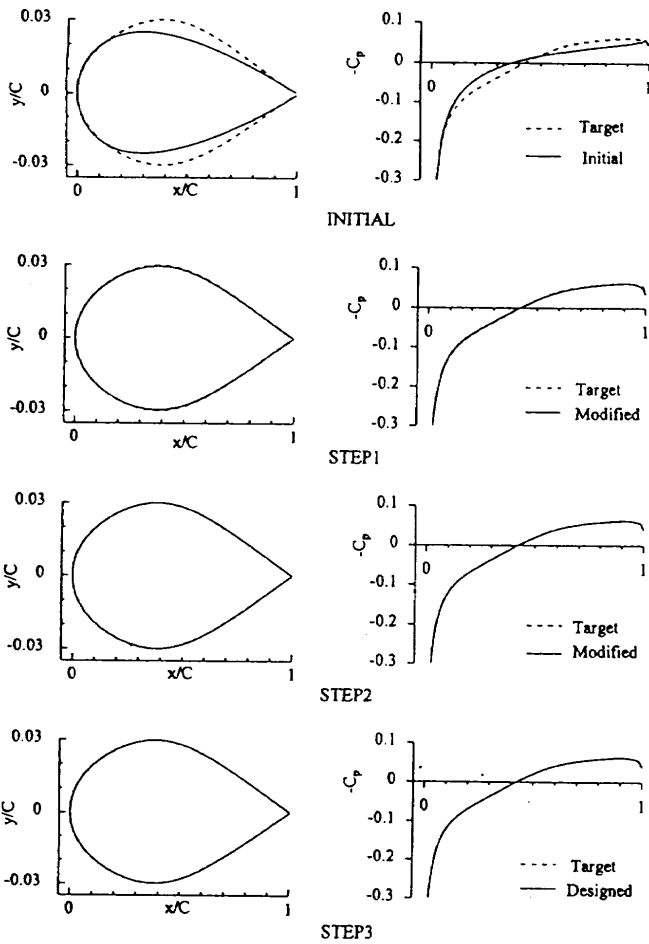 0.03
y/C
0
-0.03
0
x/C
1
0.1
-Cp
0
-0.1
-0.2
-0.3
0
1
Target
Initial
INITIAL
0.03
y/C
0
-0.03
0
x/C
1
0.1
-Cp
0
-0.1
-0.2
-0.3
0
1
Target
Modified
STEP1
0.03
y/C
0
-0.03
0
x/C
1
0.1
-Cp
0
-0.1
-0.2
-0.3
0
1
Target
Modified
STEP2
0.03
y/C
0
-0.03
0
x/C
1
0.1
-Cp
0
-0.1
-0.2
-0.3
0
1
Target
Designed
STEP3